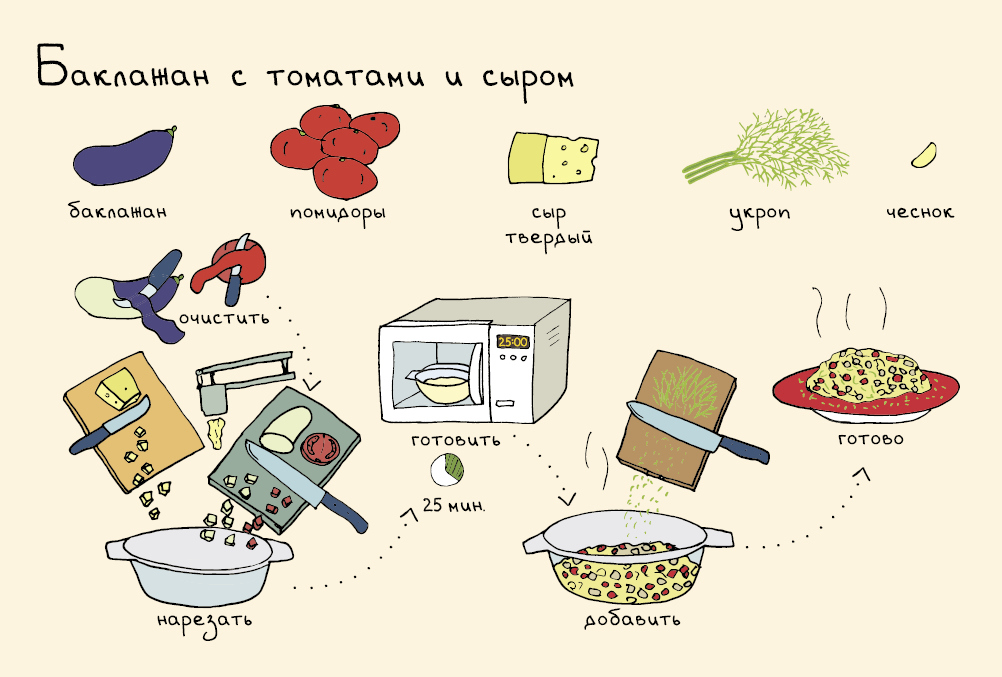 Баклажан с томатами и сыром
баклажан
помидоры
сыр
твердый
укроп
чеснок
очистить
25:00
готовить
25 мин.
готово
нарезать
добавить